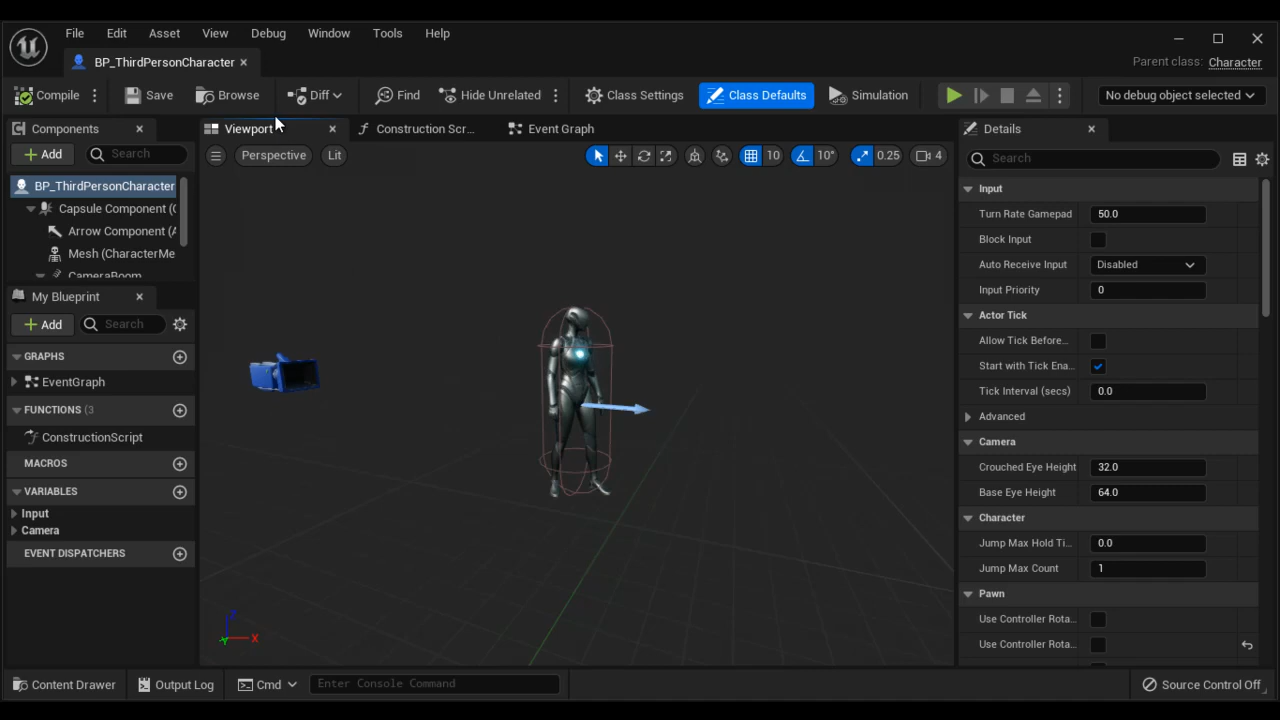 File Edit Asset View Debug Window Tools Help
BP_ThirdPersonCharacter
Parent class: Character
Compile Save Browse Diff Find Hide Unrelated Class Settings Class Defaults Simulation No debug object selected
Components
Add Search
BP_ThirdPersonCharacter
Capsule Component (C
Arrow Component (A
Mesh (CharacterMe
CameraBoom
My Blueprint
Add Search
GRAPHS
EventGraph
FUNCTIONS (3
ConstructionScript
MACROS
VARIABLES
Input
Camera
EVENT DISPATCHERS
Viewport Construction Scr... Event Graph
Perspective Lit 10 10° 0.25 4
X
Y
Z
Details
Search
Input
Turn Rate Gamepad 50.0
Block Input
Auto Receive Input Disabled
Input Priority 0
Actor Tick
Allow Tick Before...
Start with Tick Ena...
Tick Interval (secs) 0.0
Advanced
Camera
Crouched Eye Height 32.0
Base Eye Height 64.0
Character
Jump Max Hold Ti... 0.0
Jump Max Count 1
Pawn
Use Controller Rota...
Use Controller Rota...
Content Drawer Output Log Cmd Enter Console Command Source Control Off